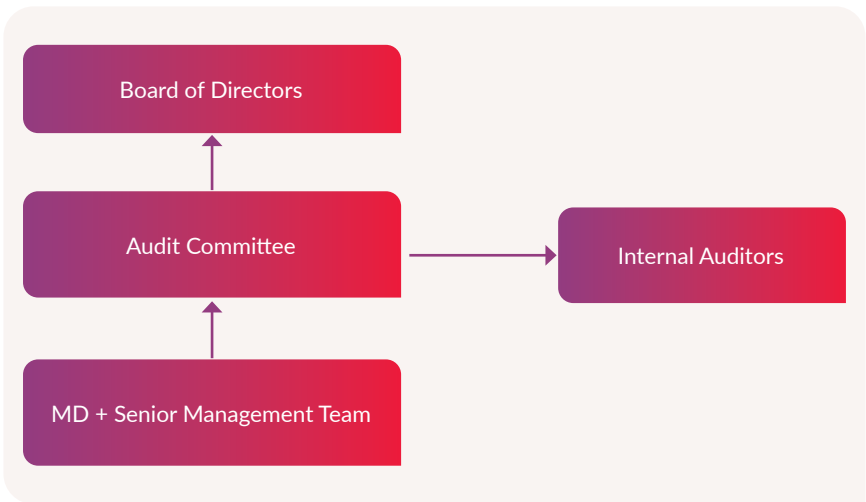 Board of Directors
Audit Committee
Internal Auditors
MD + Senior Management Team